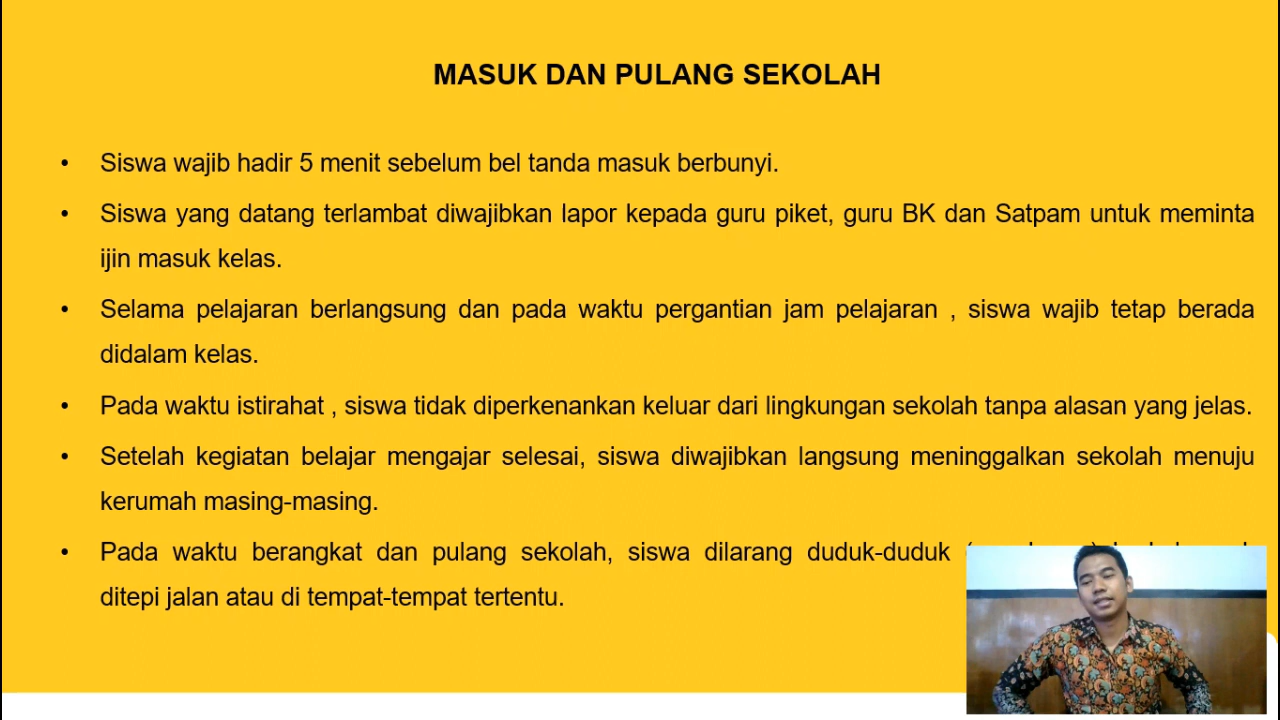 MASUK DAN PULANG SEKOLAH
• Siswa wajib hadir 5 menit sebelum bel tanda masuk berbunyi.
• Siswa yang datang terlambat diwajibkan lapor kepada guru piket, guru BK dan Satpam untuk meminta
ijin masuk kelas.
• Selama pelajaran berlangsung dan pada waktu pergantian jam pelajaran , siswa wajib tetap berada
didalam kelas.
• Pada waktu istirahat , siswa tidak diperkenankan keluar dari lingkungan sekolah tanpa alasan yang jelas.
• Setelah kegiatan belajar mengajar selesai, siswa diwajibkan langsung meninggalkan sekolah menuju
kerumah masing-masing.
• Pada waktu berangkat dan pulang sekolah, siswa dilarang duduk-duduk
ditepi jalan atau di tempat-tempat tertentu.